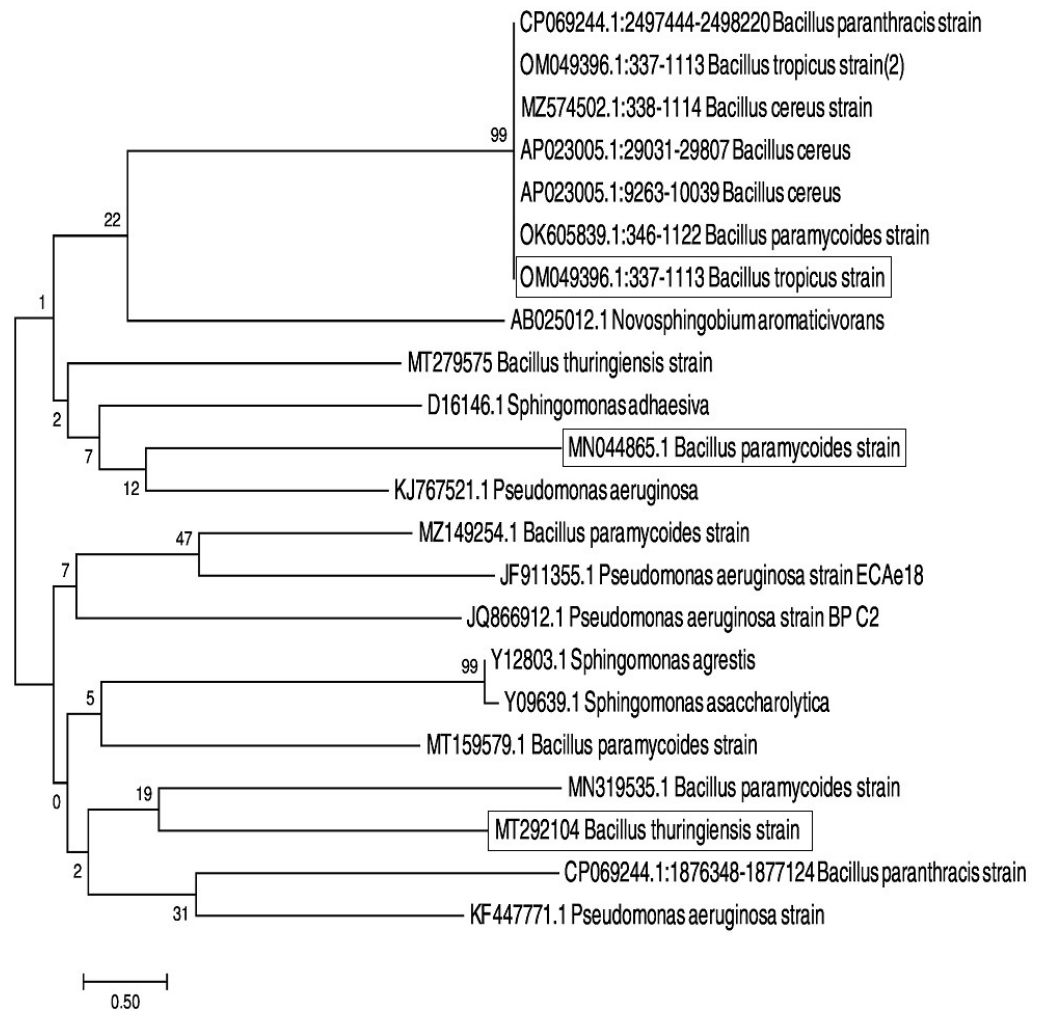 CP069244.1:2497444-2498220 Bacillus paranthracis strain
OM049396.1:337-1113 Bacillus tropicus strain(2)
MZ574502.1:338-1114 Bacillus cereus strain
99
AP023005.1:29031-29807 Bacillus cereus
AP023005.1:9263-10039 Bacillus cereus
22
OK605839.1:346-1122 Bacillus paramycoides strain
OM049396.1:337-1113 Bacillus tropicus strain
1
AB025012.1 Novosphingobium aromaticivorans
MT279575 Bacillus thuringiensis strain
2
D16146.1 Sphingomonas adhaesiva
7
MN044865.1 Bacillus paramycoides strain
12
KJ767521.1 Pseudomonas aeruginosa
47
MZ149254.1 Bacillus paramycoides strain
7
JF911355.1 Pseudomonas aeruginosa strain ECAe18
JQ866912.1 Pseudomonas aeruginosa strain BP C2
99
Y12803.1 Sphingomonas agrestis
5
Y09639.1 Sphingomonas asaccharolytica
MT159579.1 Bacillus paramycoides strain
0
19
MN319535.1 Bacillus paramycoides strain
MT292104 Bacillus thuringiensis strain
2
CP069244.1:1876348-1877124 Bacillus paranthracis strain
31
KF447771.1 Pseudomonas aeruginosa strain
0.50